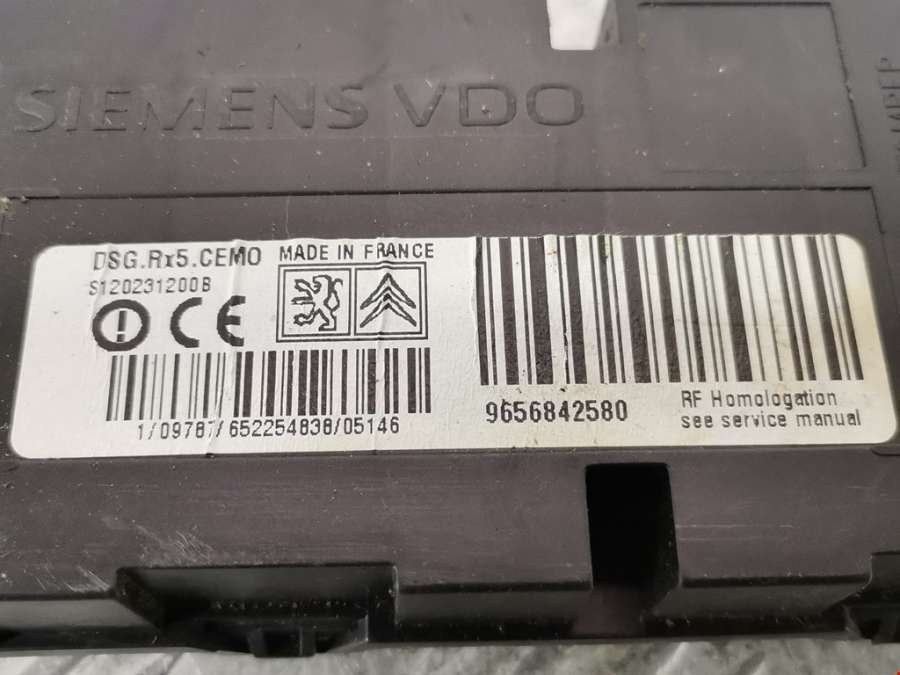 SIEMENS VDO
DSG.Rx5.CEMO
MADE IN FRANCE
S120231200B
CE
1/09787/652254838/05146
9656842580
RF Homologation
see service manual